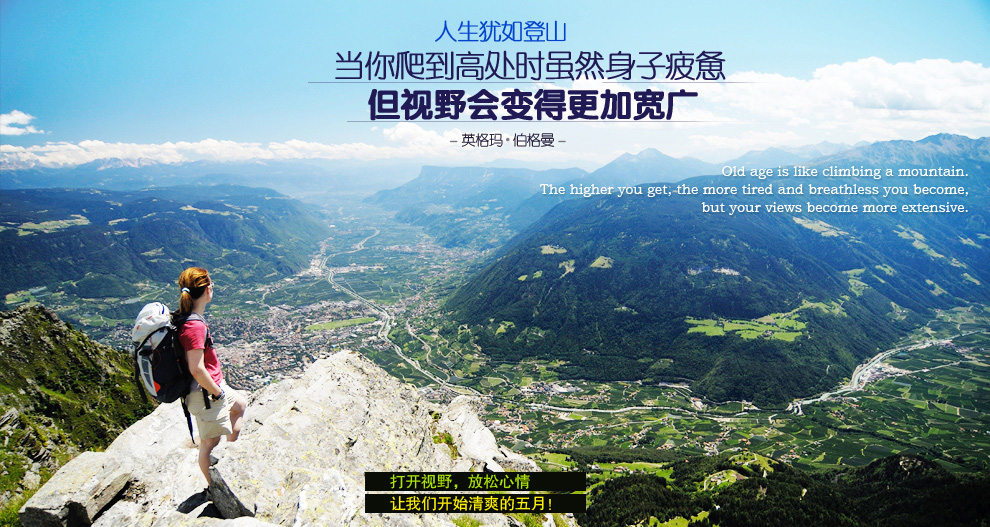 人生犹如登山
当你爬到高处时虽然身子疲惫
但视野会变得更加宽广
– 英格玛·伯格曼 –
Old age is like climbing a mountain.
The higher you get, the more tired and breathless you become,
but your views become more extensive.
打开视野，放松心情
让我们开始清爽的五月！